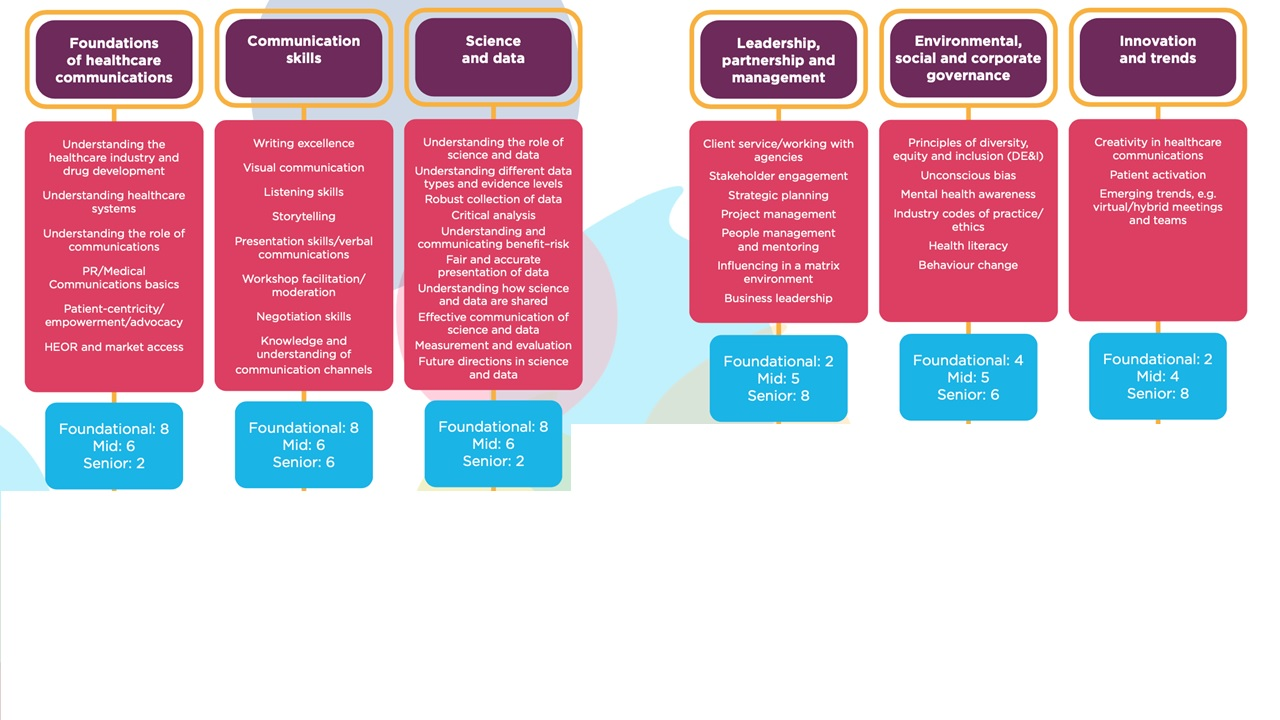 Foundations
of healthcare
communications
Understanding the
healthcare industry and
drug development
Understanding healthcare
systems
Understanding the role of
communications
PR/Medical
Communications basics
Patient-centricity/
empowerment/advocacy
HEOR and market access
Foundational: 8
Mid: 6
Senior: 2
Communication
skills
Writing excellence
Visual communication
Listening skills
Storytelling
Presentation skills/verbal
communications
Workshop facilitation/
moderation
Negotiation skills
Knowledge and
understanding of
communication channels
Foundational: 8
Mid: 6
Senior: 6
Science
and data
Understanding the role of
science and data
Understanding different data
types and evidence levels
Robust collection of data
Critical analysis
Understanding and
communicating benefit–risk
Fair and accurate
presentation of data
Understanding how science
and data are shared
Effective communication of
science and data
Measurement and evaluation
Future directions in science
and data
Foundational: 8
Mid: 6
Senior: 2
Leadership,
partnership and
management
Client service/working with
agencies
Stakeholder engagement
Strategic planning
Project management
People management
and mentoring
Influencing in a matrix
environment
Business leadership
Foundational: 2
Mid: 5
Senior: 8
Environmental,
social and corporate
governance
Principles of diversity,
equity and inclusion (DE&I)
Unconscious bias
Mental health awareness
Industry codes of practice/
ethics
Health literacy
Behaviour change
Foundational: 4
Mid: 5
Senior: 6
Innovation
and trends
Creativity in healthcare
communications
Patient activation
Emerging trends, e.g.
virtual/hybrid meetings
and teams
Foundational: 2
Mid: 4
Senior: 8